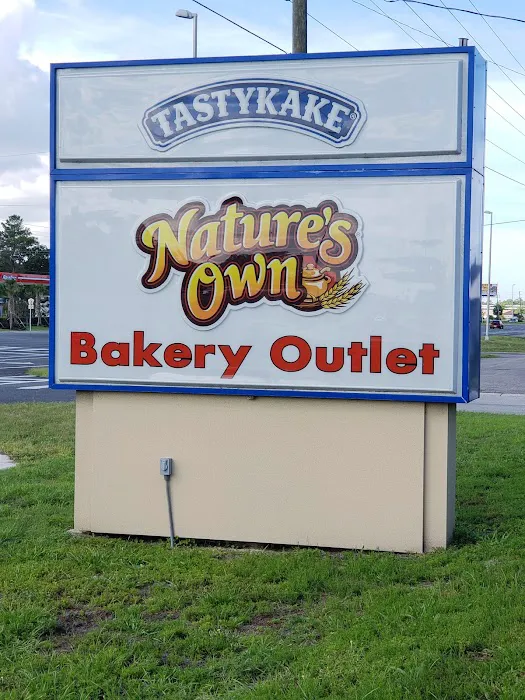 TASTYKAKE®
Nature's
Own
Bakery Outlet